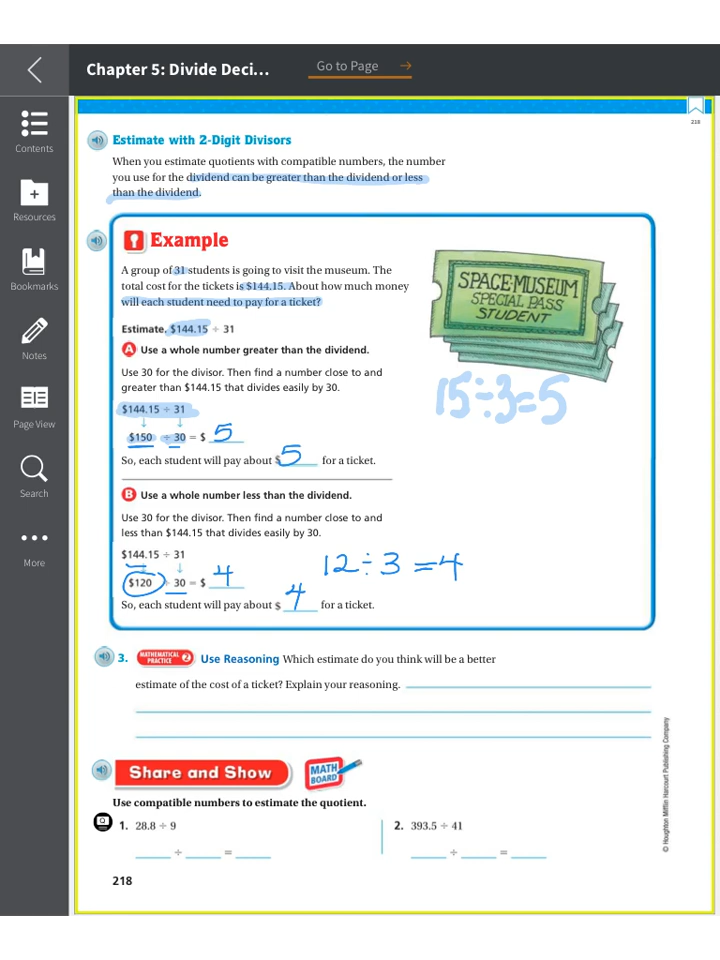 Chapter 5: Divide Deci...
Go to Page →
Contents
Resources
Bookmarks
Notes
Page View
Search
More
218
Estimate with 2-Digit Divisors
When you estimate quotients with compatible numbers, the number
you use for the dividend can be greater than the dividend or less
than the dividend.
Example
A group of 31 students is going to visit the museum. The
total cost for the tickets is $144.15. About how much money
will each student need to pay for a ticket?
SPACE-MUSEUM
SPECIAL PASS
STUDENT
Estimate. $144.15 ÷ 31
A Use a whole number greater than the dividend.
Use 30 for the divisor. Then find a number close to and
greater than $144.15 that divides easily by 30.
15÷3=5
$144.15 ÷ 31
↓ ↓
$150 ÷ 30 = $ 5
So, each student will pay about $ 5 for a ticket.
B Use a whole number less than the dividend.
Use 30 for the divisor. Then find a number close to and
less than $144.15 that divides easily by 30.
$144.15 ÷ 31
12÷3=4
↓ ↓
$120 ÷ 30 = $ 4
So, each student will pay about $ 4 for a ticket.
3. MATHEMATICAL PRACTICE 2 Use Reasoning Which estimate do you think will be a better
estimate of the cost of a ticket? Explain your reasoning.
Share and Show
MATH BOARD
Use compatible numbers to estimate the quotient.
1. 28.8 ÷ 9
___ ÷ ___ = ___
2. 393.5 ÷ 41
___ ÷ ___ = ___
© Houghton Mifflin Harcourt Publishing Company
218